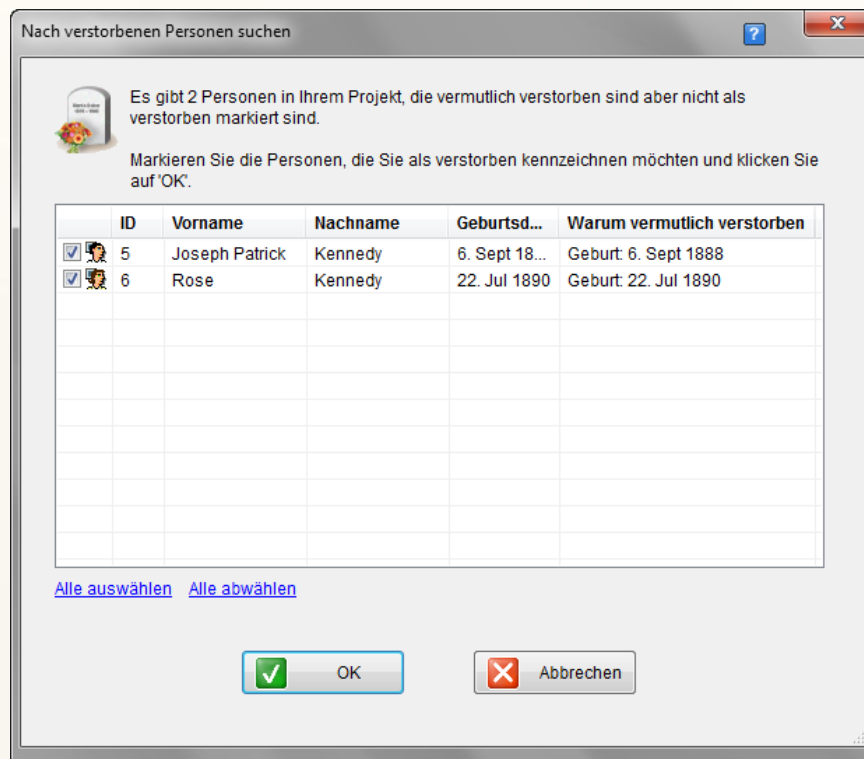 Nach verstorbenen Personen suchen
Es gibt 2 Personen in Ihrem Projekt, die vermutlich verstorben sind aber nicht als
verstorben markiert sind.
Markieren Sie die Personen, die Sie als verstorben kennzeichnen möchten und klicken Sie
auf 'OK'.
ID Vorname Nachname Geburtsd... Warum vermutlich verstorben
5 Joseph Patrick Kennedy 6. Sept 18... Geburt: 6. Sept 1888
6 Rose Kennedy 22. Jul 1890 Geburt: 22. Jul 1890
Alle auswählen Alle abwählen
OK Abbrechen